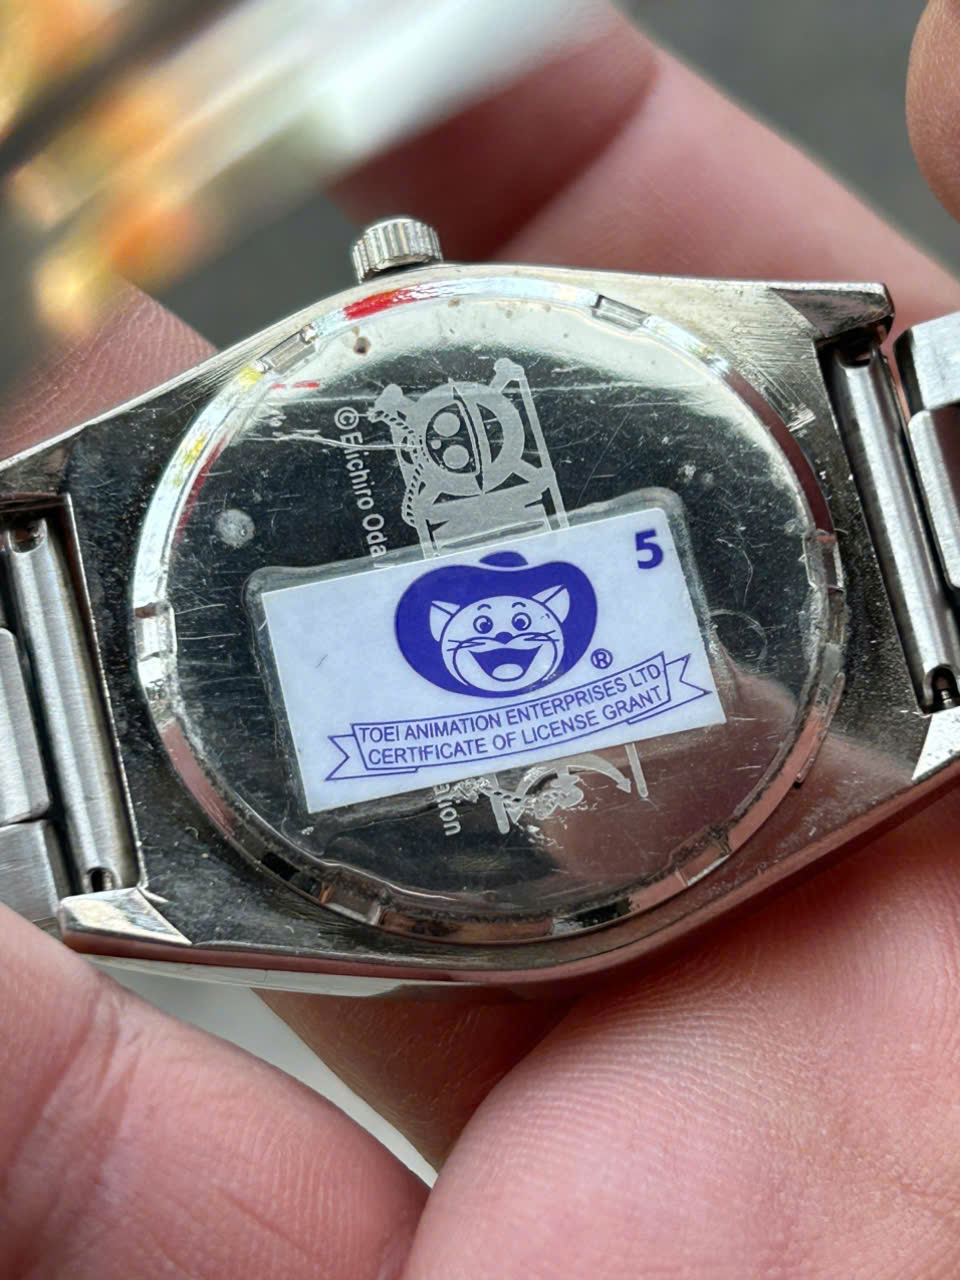 5
®
TOEI ANIMATION ENTERPRISES LTD
CERTIFICATE OF LICENSE GRANT
© Eiichiro Oda